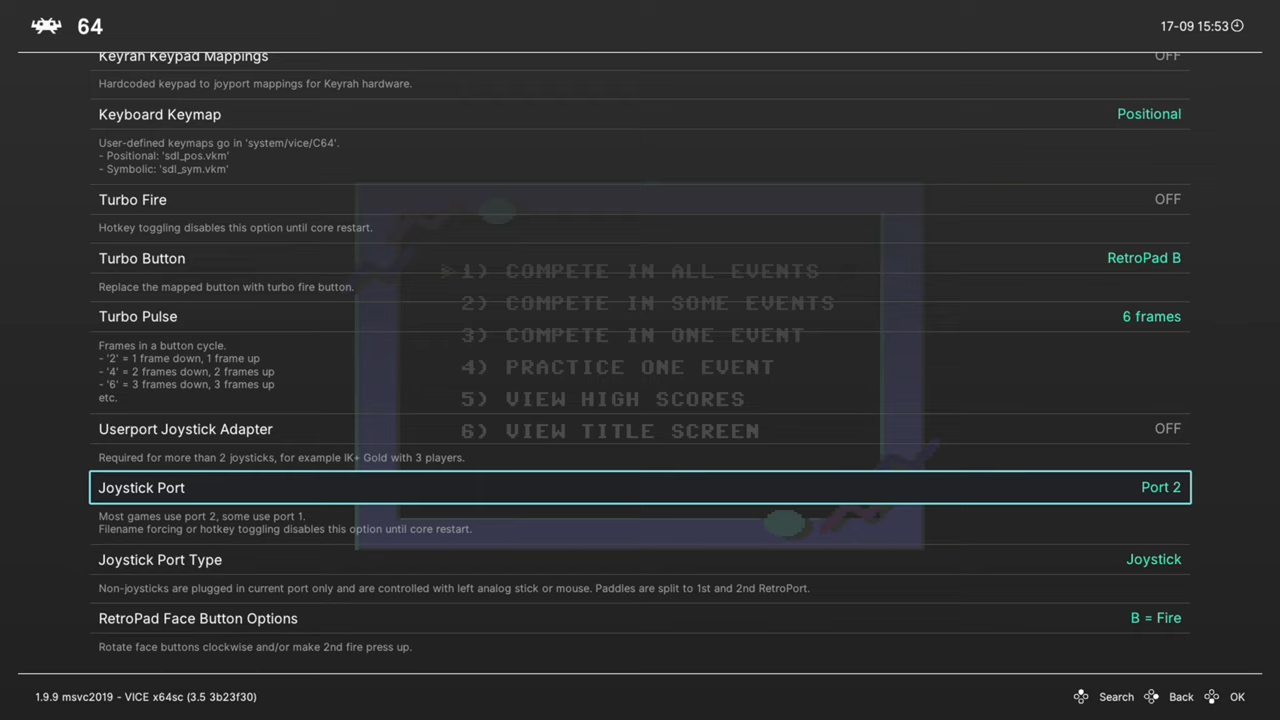 64
17-09 15:53
Keyrah Keypad Mappings OFF
Hardcoded keypad to joyport mappings for Keyrah hardware.
Keyboard Keymap Positional
User-defined keymaps go in 'system/vice/C64'.
- Positional: 'sdl_pos.vkm'
- Symbolic: 'sdl_sym.vkm'
Turbo Fire OFF
Hotkey toggling disables this option until core restart.
Turbo Button RetroPad B
Replace the mapped button with turbo fire button.
Turbo Pulse 6 frames
Frames in a button cycle.
- '2' = 1 frame down, 1 frame up
- '4' = 2 frames down, 2 frames up
- '6' = 3 frames down, 3 frames up
etc.
Userport Joystick Adapter OFF
Required for more than 2 joysticks, for example IK+ Gold with 3 players.
Joystick Port Port 2
Most games use port 2, some use port 1.
Filename forcing or hotkey toggling disables this option until core restart.
Joystick Port Type Joystick
Non-joysticks are plugged in current port only and are controlled with left analog stick or mouse. Paddles are split to 1st and 2nd RetroPort.
RetroPad Face Button Options B = Fire
Rotate face buttons clockwise and/or make 2nd fire press up.
1) COMPETE IN ALL EVENTS
2) COMPETE IN SOME EVENTS
3) COMPETE IN ONE EVENT
4) PRACTICE ONE EVENT
5) VIEW HIGH SCORES
6) VIEW TITLE SCREEN
1.9.9 msvc2019 - VICE x64sc (3.5 3b23f30)
Search Back OK